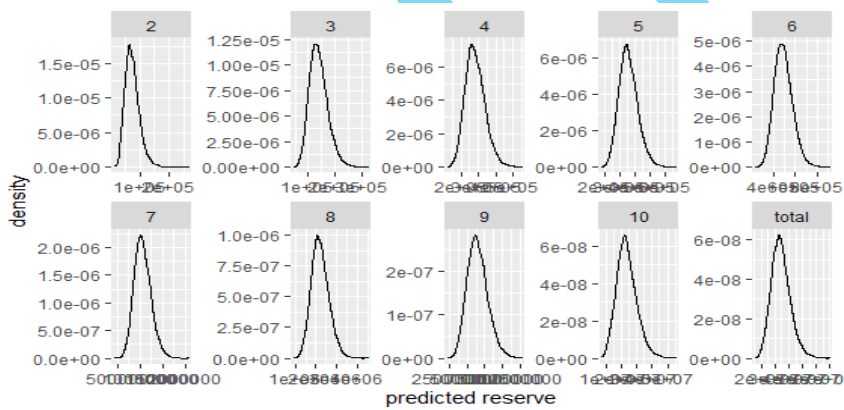 2 3 4 5 6
1.5e-05
1.0e-05
5.0e-06
0.0e+00
1.25e-05
1.00e-05
7.50e-06
5.00e-06
2.50e-06
0.00e+00
6e-06
4e-06
2e-06
0e+00
6e-06
4e-06
2e-06
0e+00
5e-06
4e-06
3e-06
2e-06
1e-06
0e+00
density
7 8 9 10 total
2.0e-06
1.5e-06
1.0e-06
5.0e-07
0.0e+00
1.0e-06
7.5e-07
5.0e-07
2.5e-07
0.0e+00
2e-07
1e-07
0e+00
6e-08
4e-08
2e-08
0e+00
6e-08
4e-08
2e-08
0e+00
predicted reserve